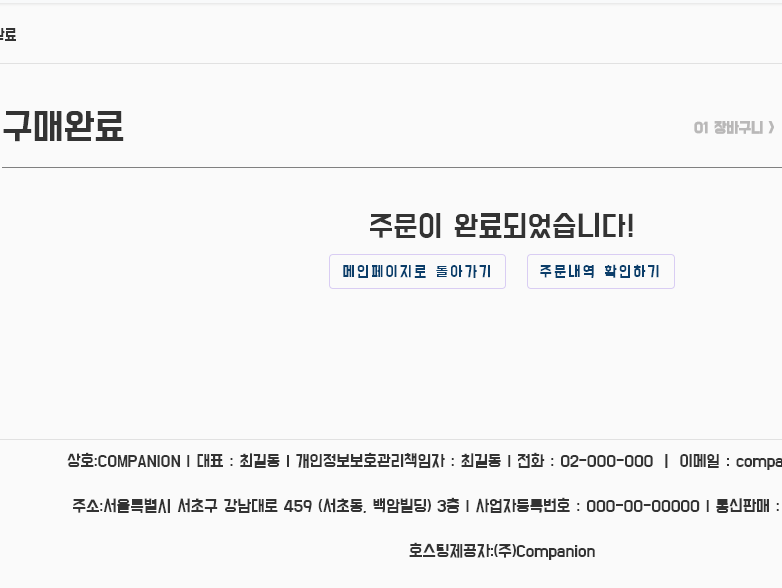 완료
구매완료
01 장바구니 》
주문이 완료되었습니다!
메인페이지로 돌아가기
주문내역 확인하기
상호:COMPANION | 대표 : 최길동 | 개인정보보호관리책임자 : 최길동 | 전화 : 02-000-000 | 이메일 : compa
주소:서울특별시 서초구 강남대로 459 (서초동, 백암빌딩) 3층 | 사업자등록번호 : 000-00-00000 | 통신판매 :
호스팅제공자:(주)Companion